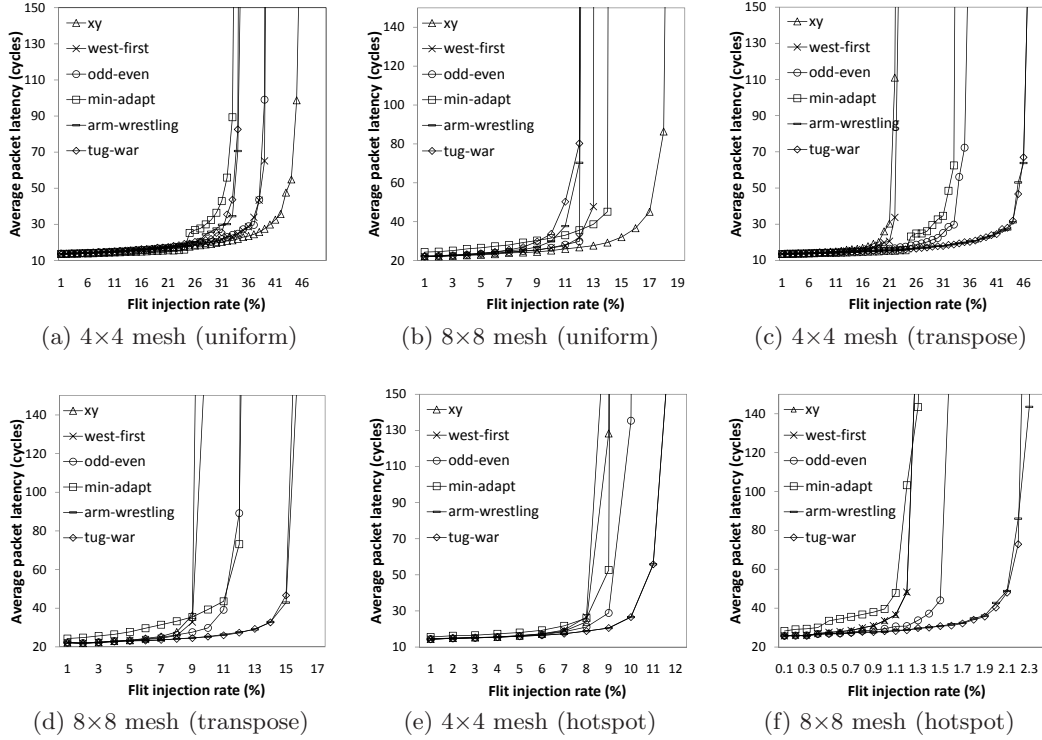 Average packet latency (cycles)
150
130
110
90
70
50
30
10
xy
west-first
odd-even
min-adapt
arm-wrestling
tug-war
1 6 11 16 21 26 31 36 41 46
Flit injection rate (%)
(a) 4×4 mesh (uniform)
Average packet latency (cycles)
140
120
100
80
60
40
20
xy
west-first
odd-even
min-adapt
arm-wrestling
tug-war
1 3 5 7 9 11 13 15 17 19
Flit injection rate (%)
(b) 8×8 mesh (uniform)
Average packet latency (cycles)
150
130
110
90
70
50
30
10
xy
west-first
odd-even
min-adapt
arm-wrestling
tug-war
1 6 11 16 21 26 31 36 41 46
Flit injection rate (%)
(c) 4×4 mesh (transpose)
Average packet latency (cycles)
140
120
100
80
60
40
20
xy
west-first
odd-even
min-adapt
arm-wrestling
tug-war
1 3 5 7 9 11 13 15 17
Flit injection rate (%)
(d) 8×8 mesh (transpose)
Average packet latency (cycles)
150
130
110
90
70
50
30
10
xy
west-first
odd-even
min-adapt
arm-wrestling
tug-war
1 2 3 4 5 6 7 8 9 10 11 12
Flit injection rate (%)
(e) 4×4 mesh (hotspot)
Average packet latency (cycles)
140
120
100
80
60
40
20
xy
west-first
odd-even
min-adapt
arm-wrestling
tug-war
0.1 0.3 0.5 0.7 0.9 1.1 1.3 1.5 1.7 1.9 2.1 2.3
Flit injection rate (%)
(f) 8×8 mesh (hotspot)